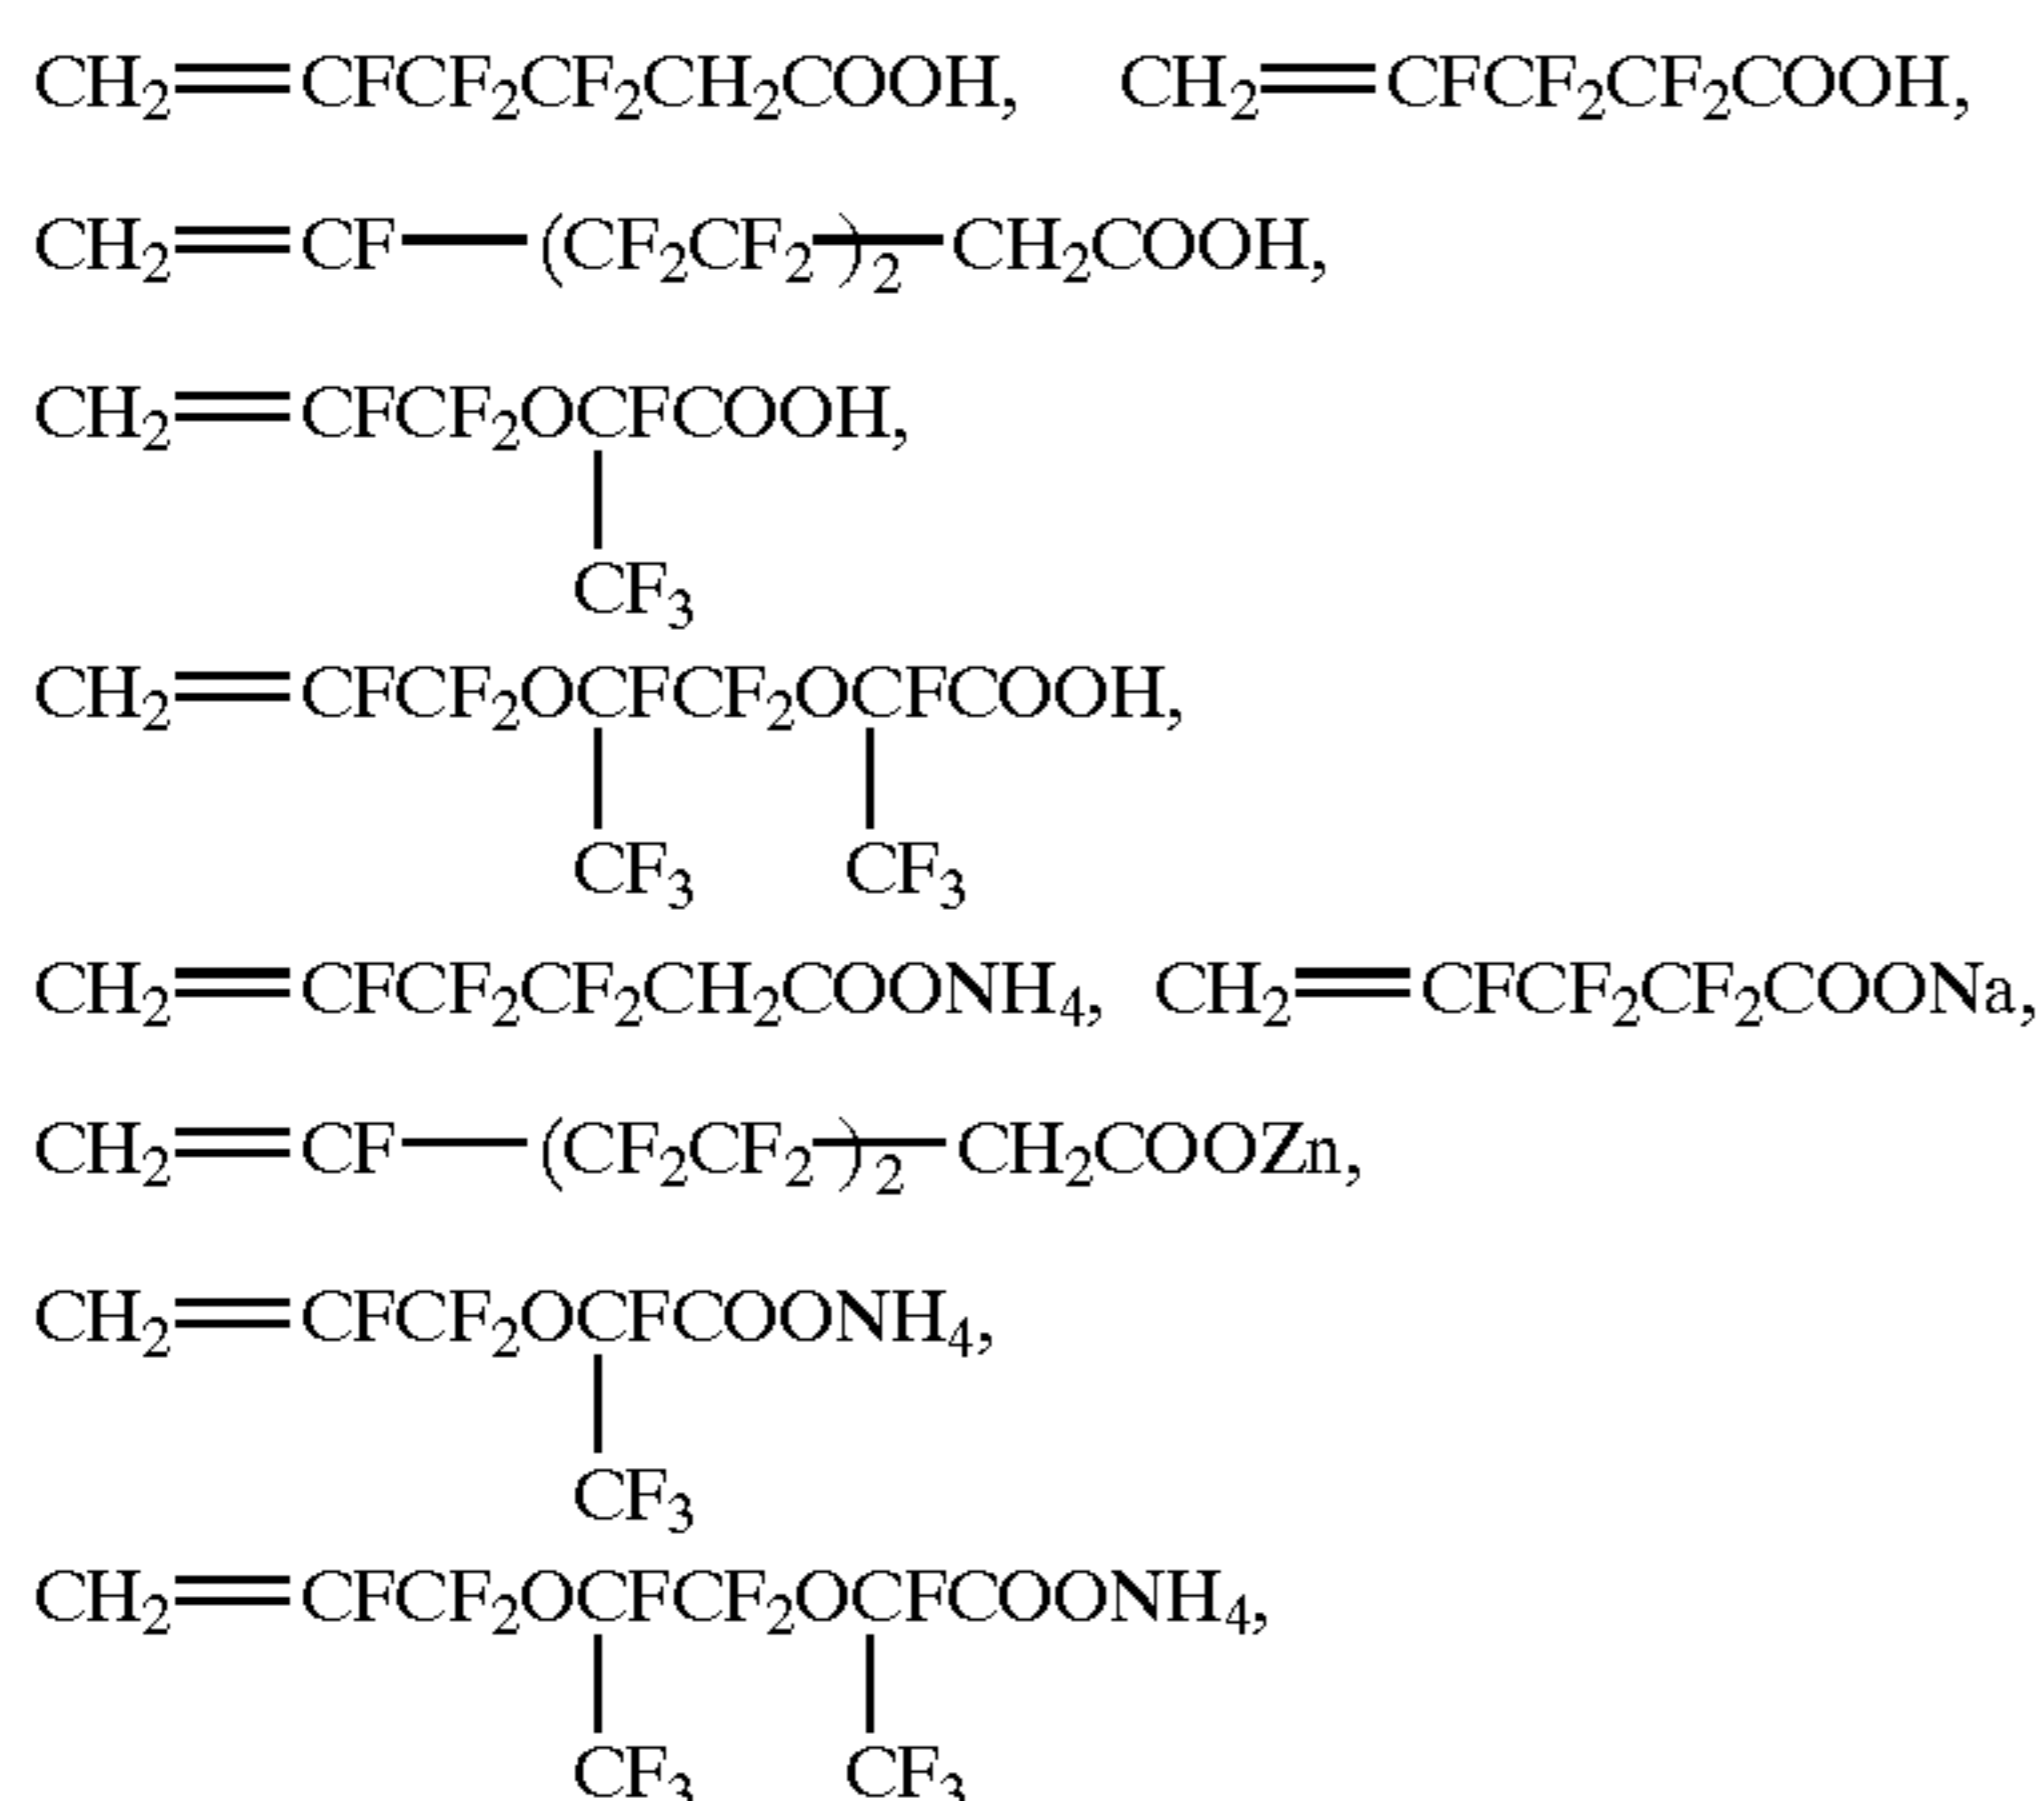 CH₂=CFCF₂CF₂CH₂COOH, CH₂=CFCF₂CF₂COOH,
CH₂=CF—(CF₂CF₂)₂—CH₂COOH,
CH₂=CFCF₂OCFCOOH,
CF₃
CH₂=CFCF₂OCFCF₂OCFCOOH,
CF₃ CF₃
CH₂=CFCF₂CF₂CH₂COONH₄, CH₂=CFCF₂CF₂COONa,
CH₂=CF—(CF₂CF₂)₂—CH₂COOZn,
CH₂=CFCF₂OCFCOONH₄,
CF₃
CH₂=CFCF₂OCFCF₂OCFCOONH₄,
CF₃ CF₃